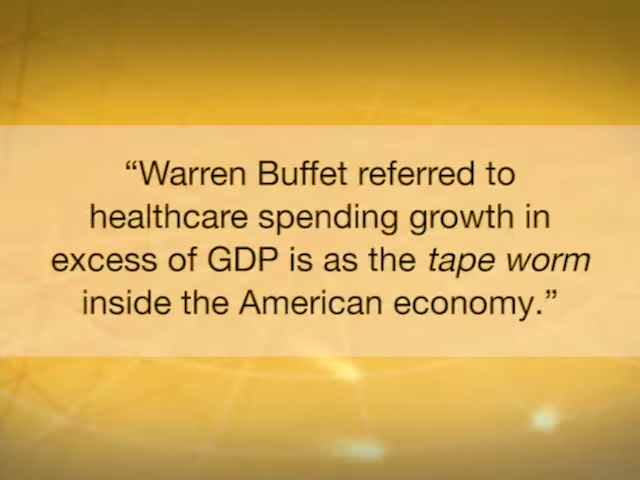 “Warren Buffet referred to
healthcare spending growth in
excess of GDP is as the tape worm
inside the American economy.”